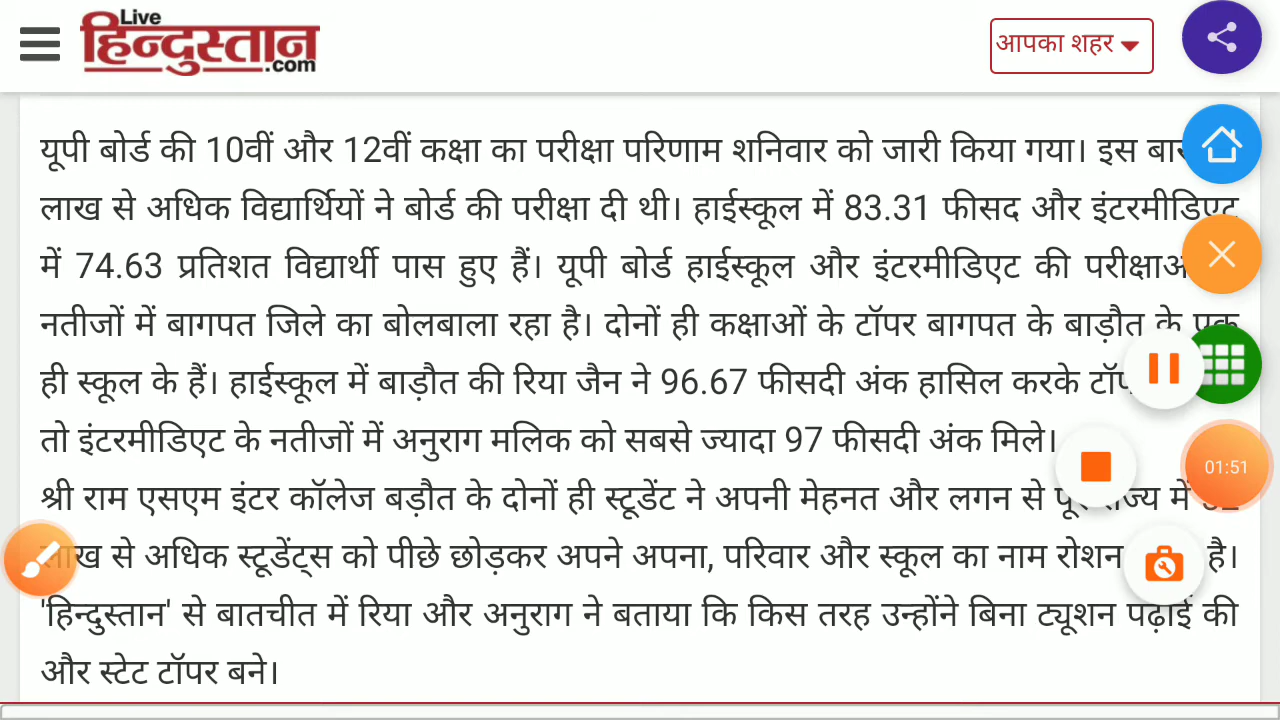 Live
हिन्दुस्तान
.com
आपका शहर
यूपी बोर्ड की 10वीं और 12वीं कक्षा का परीक्षा परिणाम शनिवार को जारी किया गया। इस
लाख से अधिक विद्यार्थियों ने बोर्ड की परीक्षा दी थी। हाईस्कूल में 83.31 फीसद और इंटरमीडिएट
में 74.63 प्रतिशत विद्यार्थी पास हुए हैं। यूपी बोर्ड हाईस्कूल और इंटरमीडिएट की
नतीजों में बागपत जिले का बोलबाला रहा है। दोनों ही कक्षाओं के टॉपर बागपत के बाड़ौत के एक
ही स्कूल के हैं। हाईस्कूल में बाड़ौत की रिया जैन ने 96.67 फीसदी अंक हासिल करके
तो इंटरमीडिएट के नतीजों में अनुराग मलिक को सबसे ज्यादा 97 फीसदी अंक मिले।
01:51
श्री राम एसएम इंटर कॉलेज बड़ौत के दोनों ही स्टूडेंट ने अपनी मेहनत और लगन से राज्य में
लाख से अधिक स्टूडेंट्स को पीछे छोड़कर अपने अपना, परिवार और स्कूल का नाम रोशन है।
'हिन्दुस्तान' से बातचीत में रिया और अनुराग ने बताया कि किस तरह उन्होंने बिना ट्यूशन पढ़ाई की
और स्टेट टॉपर बने।